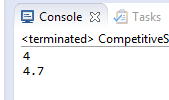 Console Tasks
<terminated> CompetitiveS
4
4.7